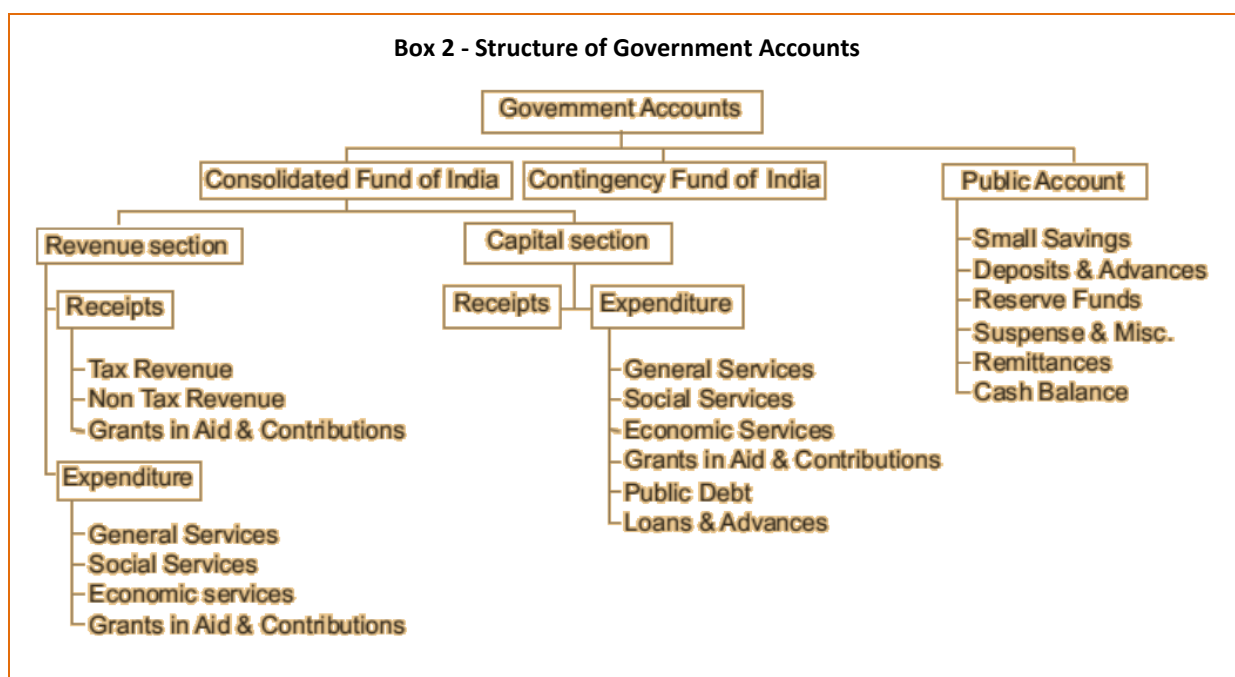 Box 2 - Structure of Government Accounts
Government Accounts
Consolidated Fund of India
Contingency Fund of India
Public Account
Revenue section
Receipts
Tax Revenue
Non Tax Revenue
Grants in Aid & Contributions
Expenditure
General Services
Social Services
Economic services
Grants in Aid & Contributions
Capital section
Receipts
Expenditure
General Services
Social Services
Economic Services
Grants in Aid & Contributions
Public Debt
Loans & Advances
Small Savings
Deposits & Advances
Reserve Funds
Suspense & Misc.
Remittances
Cash Balance